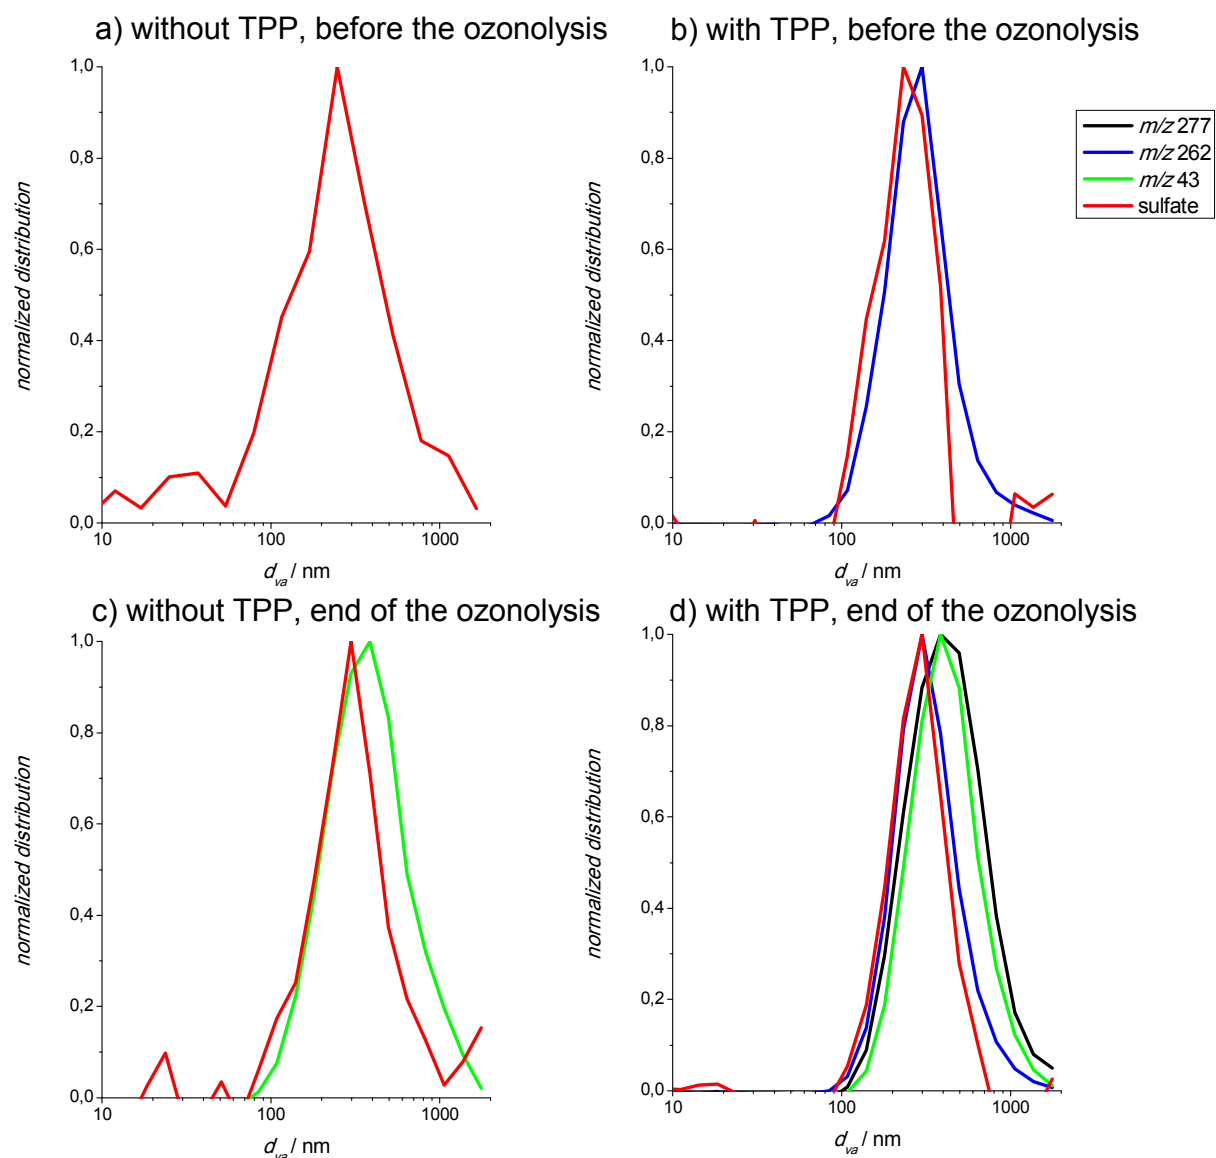 a) without TPP, before the ozonolysis
1,0
0,8
0,6
0,4
0,2
0,0
normalized distribution
10
100
1000
d_va / nm
b) with TPP, before the ozonolysis
1,0
0,8
0,6
0,4
0,2
0,0
normalized distribution
10
100
1000
d_va / nm
m/z 277
m/z 262
m/z 43
sulfate
c) without TPP, end of the ozonolysis
1,0
0,8
0,6
0,4
0,2
0,0
normalized distribution
10
100
1000
d_va / nm
d) with TPP, end of the ozonolysis
1,0
0,8
0,6
0,4
0,2
0,0
normalized distribution
10
100
1000
d_va / nm